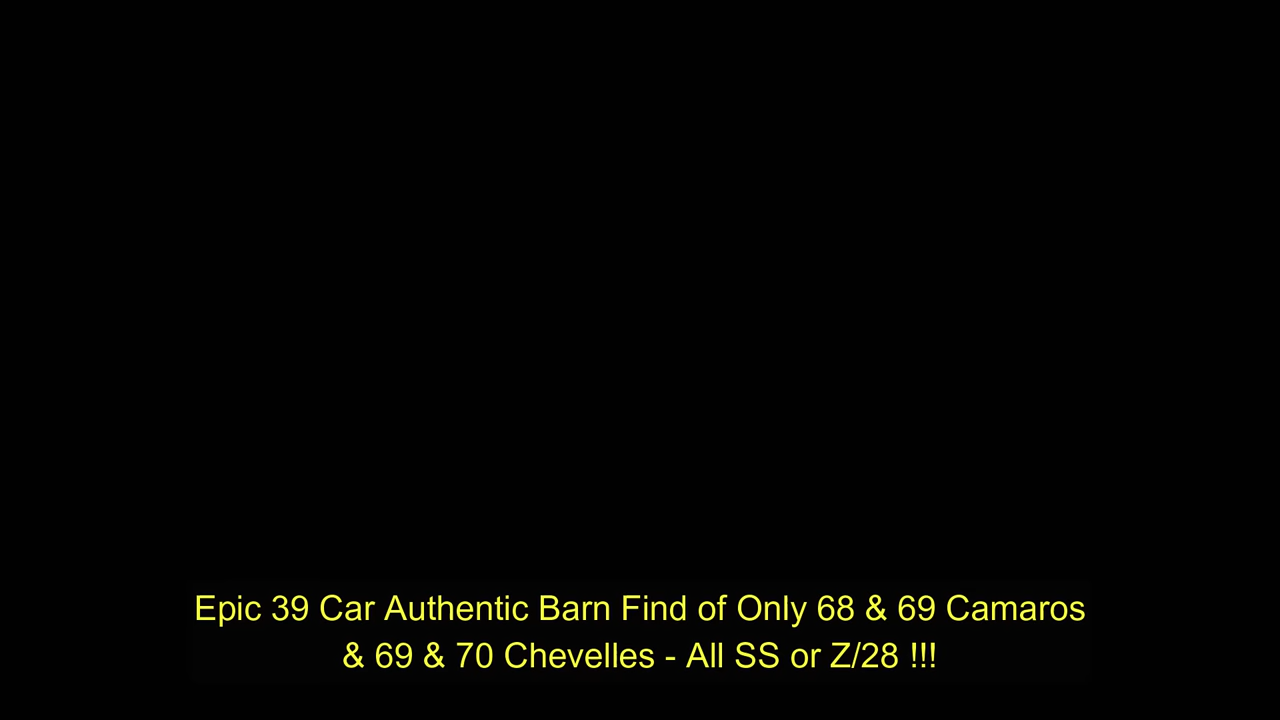 Epic 39 Car Authentic Barn Find of Only 68 & 69 Camaros
& 69 & 70 Chevelles - All SS or Z/28 !!!